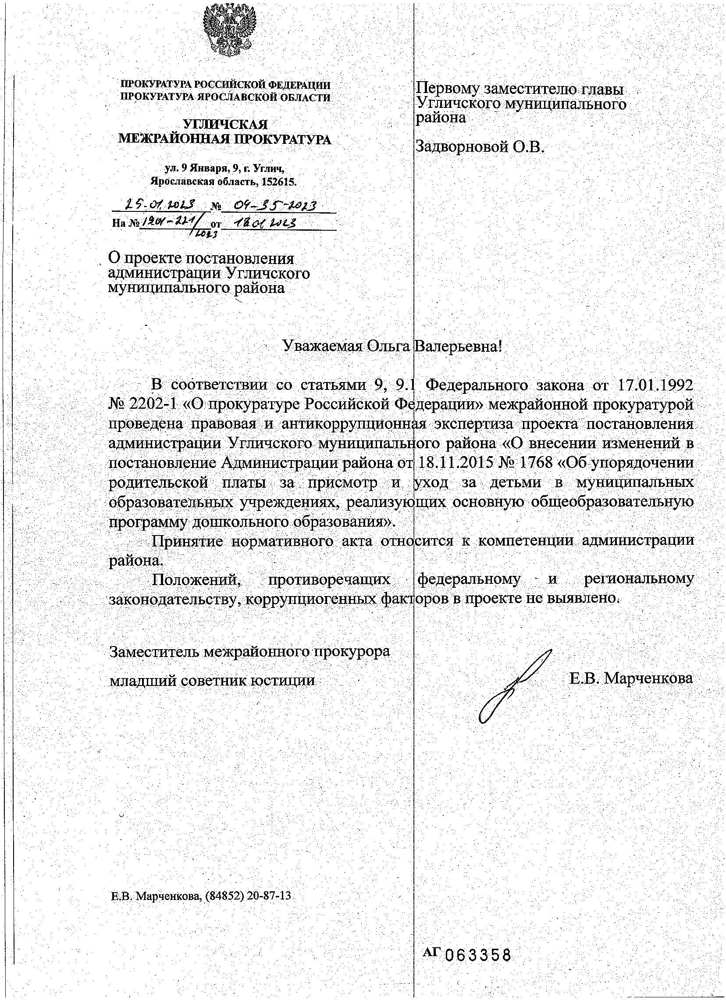 ПРОКУРАТУРА РОССИЙСКОЙ ФЕДЕРАЦИИ
ПРОКУРАТУРА ЯРОСЛАВСКОЙ ОБЛАСТИ
УГЛИЧСКАЯ
МЕЖРАЙОННАЯ ПРОКУРАТУРА
ул. 9 Января, 9, г. Углич,
Ярославская область, 152615.
25.01.2023 № 04-35-2023
На № 1901-221/2023 от 18.01.2023
Первому заместителю главы
Угличского муниципального
района
Задворновой О.В.
О проекте постановления
администрации Угличского
муниципального района
Уважаемая Ольга Валерьевна!
В соответствии со статьями 9, 9.1 Федерального закона от 17.01.1992
№ 2202-1 «О прокуратуре Российской Федерации» межрайонной прокуратурой
проведена правовая и антикоррупционная экспертиза проекта постановления
администрации Угличского муниципального района «О внесении изменений в
постановление Администрации района от 18.11.2015 № 1768 «Об упорядочении
родительской платы за присмотр и уход за детьми в муниципальных
образовательных учреждениях, реализующих основную общеобразовательную
программу дошкольного образования».
Принятие нормативного акта относится к компетенции администрации
района.
Положений, противоречащих федеральному и региональному
законодательству, коррупциогенных факторов в проекте не выявлено.
Заместитель межрайонного прокурора
младший советник юстиции
Е.В. Марченкова
Е.В. Марченкова, (84852) 20-87-13
АГ 063358